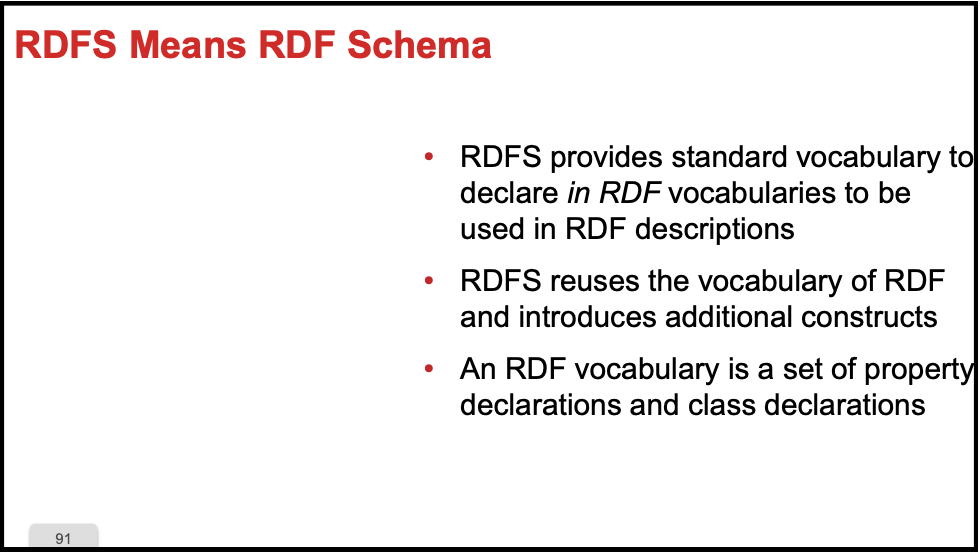 RDFS Means RDF Schema
• RDFS provides standard vocabulary to
declare in RDF vocabularies to be
used in RDF descriptions
• RDFS reuses the vocabulary of RDF
and introduces additional constructs
• An RDF vocabulary is a set of property
declarations and class declarations
91